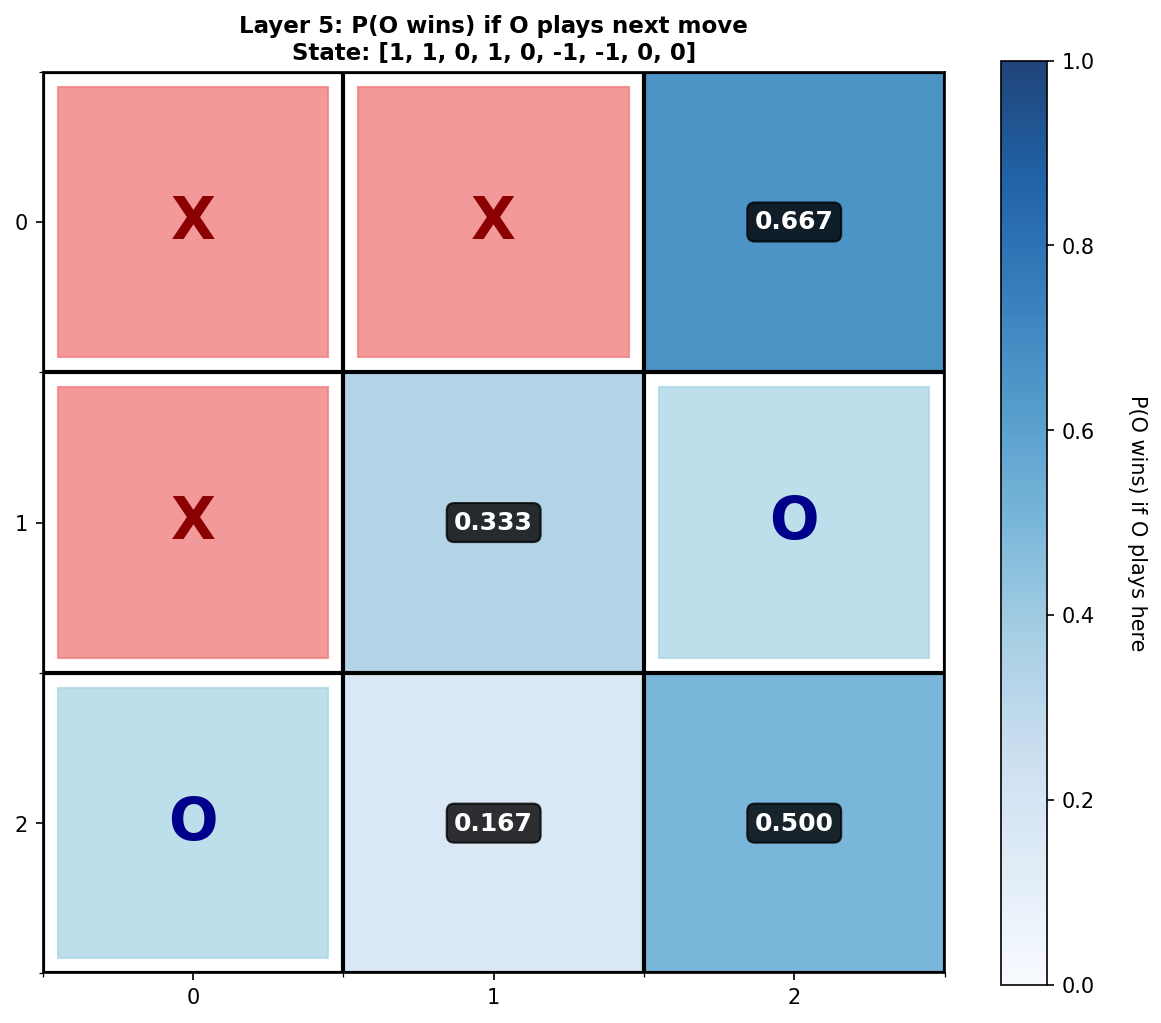 Layer 5: P(O wins) if O plays next move
State: [1, 1, 0, 1, 0, -1, -1, 0, 0]
X X 0.667
X 0.333 O
O 0.167 0.500
0
1
2
0 1 2
1.0
0.8
0.6
0.4
0.2
0.0
P(O wins) if O plays here